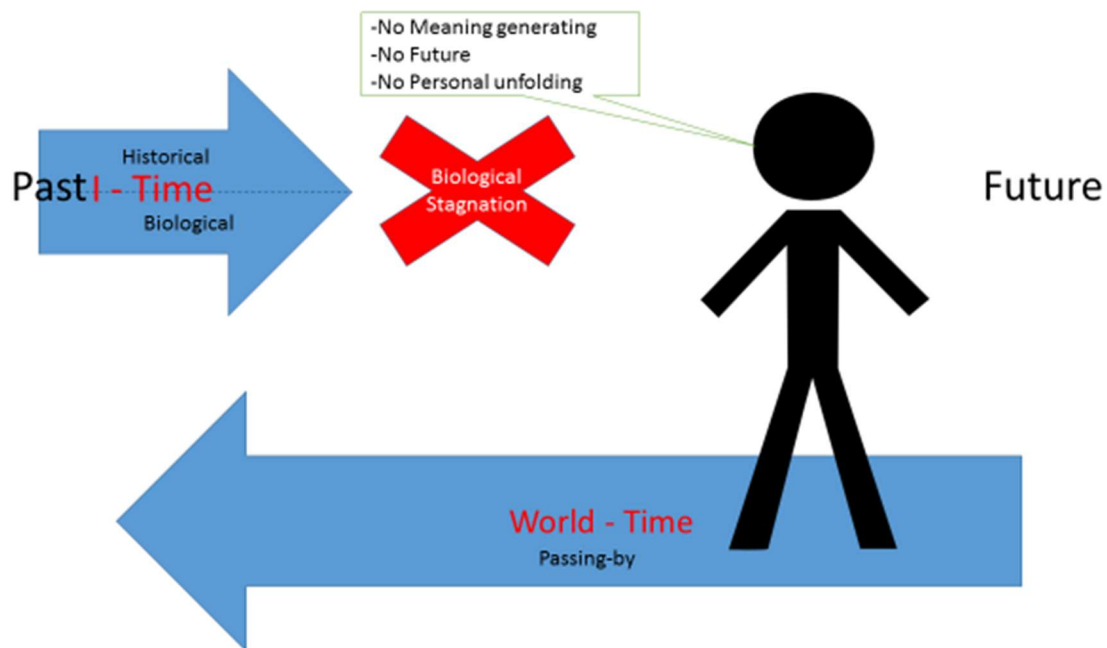 -No Meaning generating
-No Future
-No Personal unfolding
Historical
Past I - Time
Biological
Biological
Stagnation
Future
World - Time
Passing-by